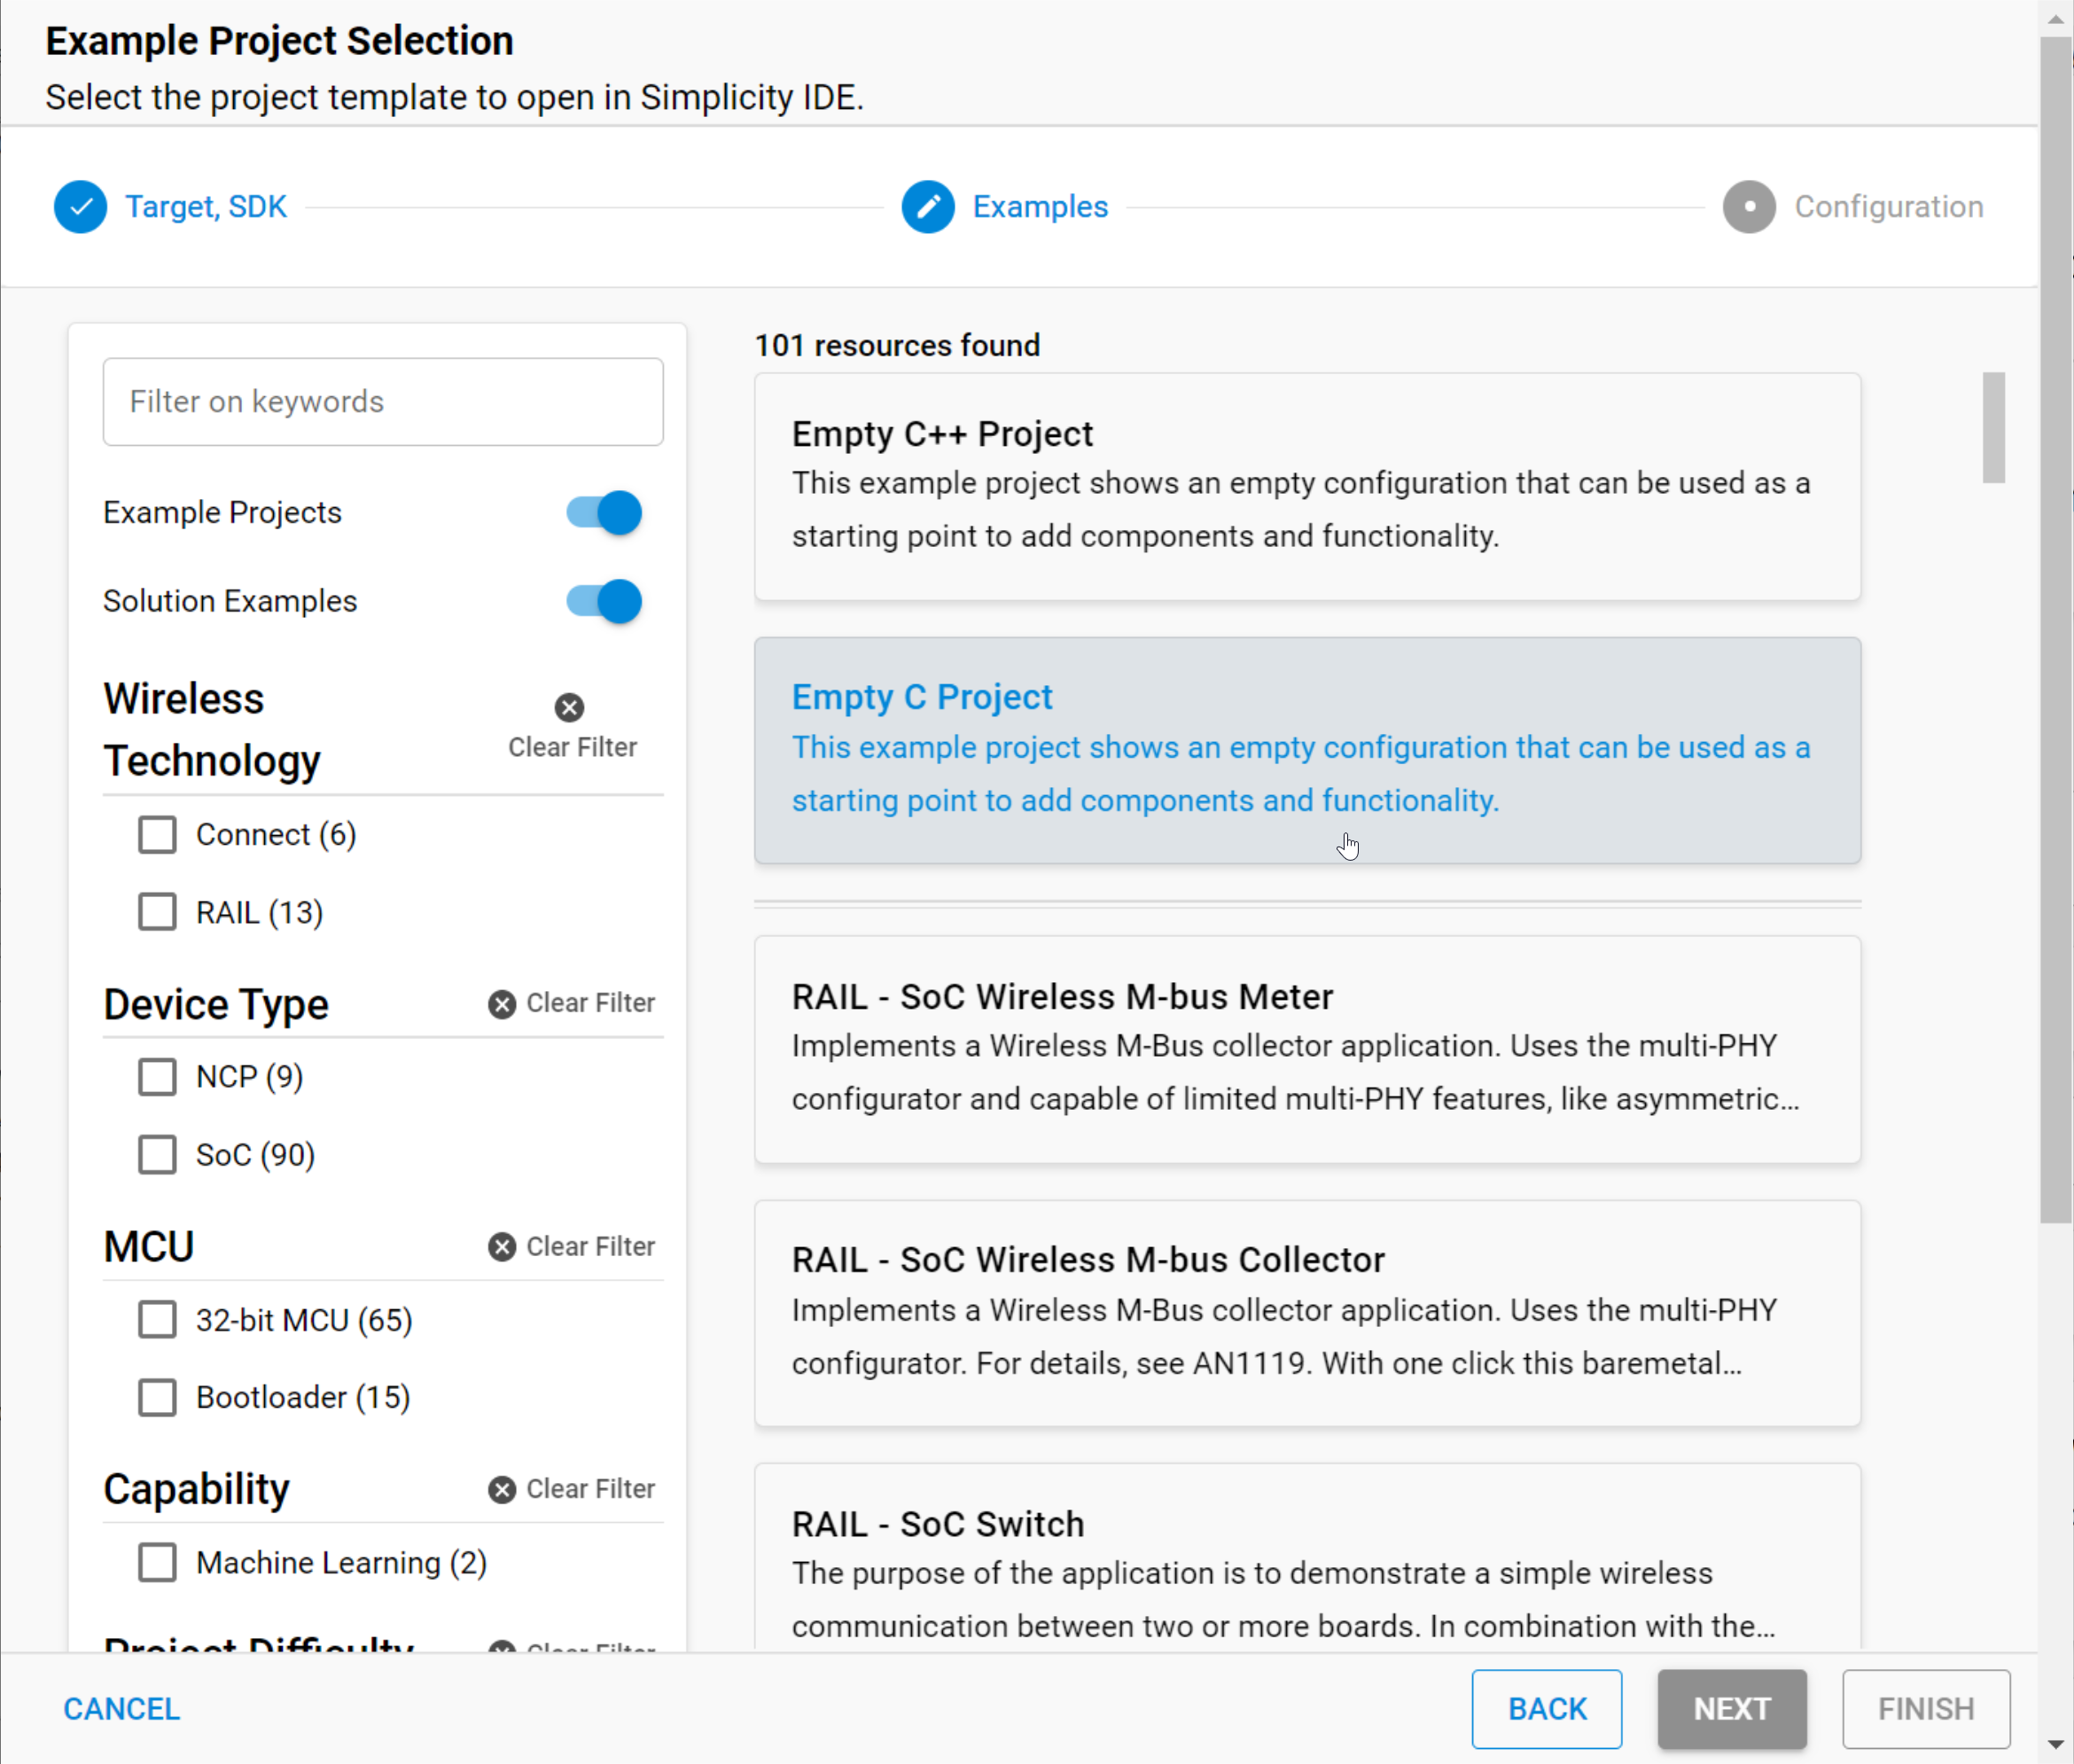 Example Project Selection
Select the project template to open in Simplicity IDE.
Target, SDK
Examples
Configuration
Filter on keywords
Example Projects
Solution Examples
Wireless
Technology
Clear Filter
Connect (6)
RAIL (13)
Device Type
Clear Filter
NCP (9)
SoC (90)
MCU
Clear Filter
32-bit MCU (65)
Bootloader (15)
Capability
Clear Filter
Machine Learning (2)
Project Difficulty
Clear Filter
101 resources found
Empty C++ Project
This example project shows an empty configuration that can be used as a
starting point to add components and functionality.
Empty C Project
This example project shows an empty configuration that can be used as a
starting point to add components and functionality.
RAIL - SoC Wireless M-bus Meter
Implements a Wireless M-Bus collector application. Uses the multi-PHY
configurator and capable of limited multi-PHY features, like asymmetric...
RAIL - SoC Wireless M-bus Collector
Implements a Wireless M-Bus collector application. Uses the multi-PHY
configurator. For details, see AN1119. With one click this baremetal...
RAIL - SoC Switch
The purpose of the application is to demonstrate a simple wireless
communication between two or more boards. In combination with the...
CANCEL
BACK
NEXT
FINISH